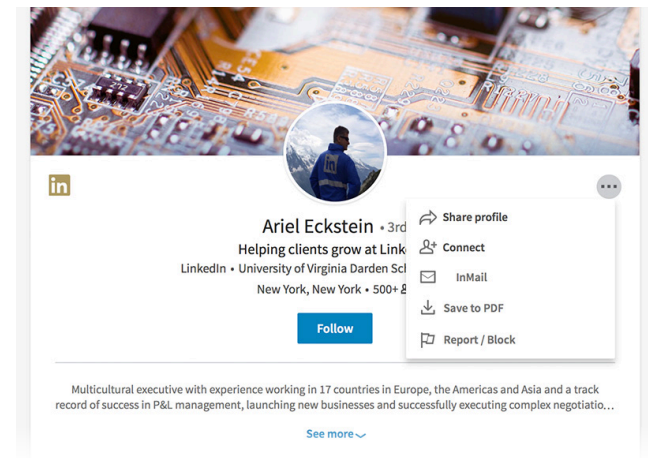 in
Ariel Eckstein • 3rd
Helping clients grow at Link
LinkedIn • University of Virginia Darden Sc
New York, New York • 500+
Follow
Share profile
Connect
InMail
Save to PDF
Report / Block
Multicultural executive with experience working in 17 countries in Europe, the Americas and Asia and a track
record of success in P&L management, launching new businesses and successfully executing complex negotiatio...
See more